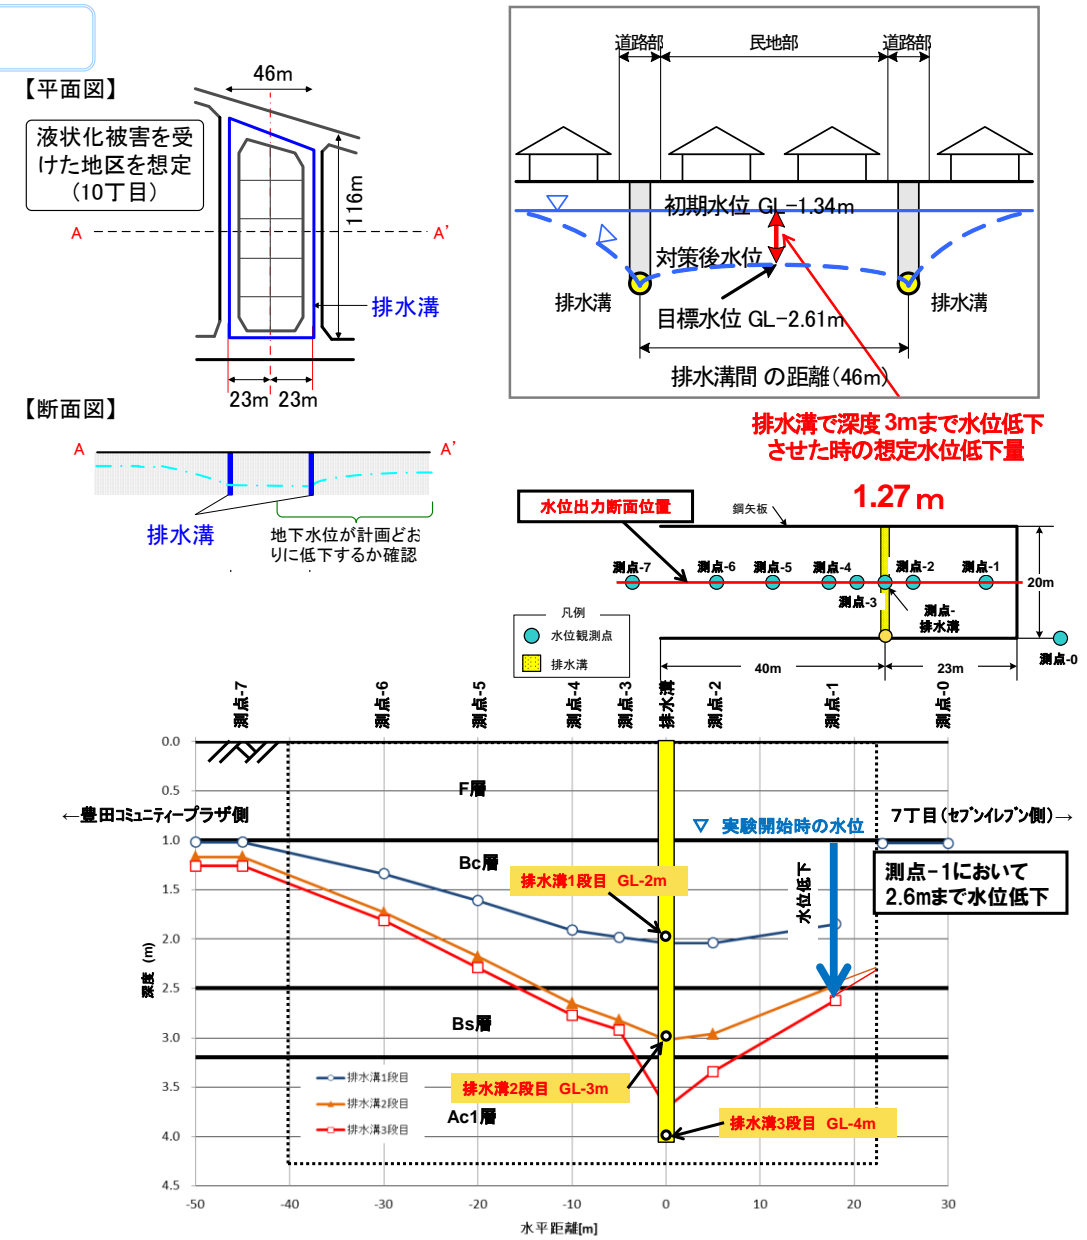 【平面図】
46m
液状化被害を受
けた地区を想定
(10丁目)
116m
A
A'
排水溝
23m
23m
【断面図】
A
A'
排水溝
地下水位が計画どお
りに低下するか確認
道路部
民地部
道路部
初期水位 GL-1.34m
対策後水位
排水溝
排水溝
目標水位 GL-2.61m
排水溝間 の距離(46m)
排水溝で深度 3mまで水位低下
させた時の想定水位低下量
1.27 m
水位出力断面位置
鋼矢板
測点-7
測点-6
測点-5
測点-4
測点-2
測点-1
測点-3
測点-
排水溝
20m
凡例
水位観測点
排水溝
40m
23m
測点-0
測点-7
測点-6
測点-5
測点-4
測点-3
排水溝
測点-2
測点-1
測点-0
0.0
0.5
1.0
1.5
2.0
2.5
3.0
3.5
4.0
4.5
深度 (m)
F層
←豊田コミュニティープラザ側
7丁目(セブンイレブン側)→
▽ 実験開始時の水位
Bc層
排水溝1段目 GL-2m
水位低下
測点-1において
2.6mまで水位低下
Bs層
排水溝2段目 GL-3m
排水溝1段目
排水溝2段目
排水溝3段目
Ac1層
排水溝3段目 GL-4m
-50
-40
-30
-20
-10
0
10
20
30
水平距離[m]